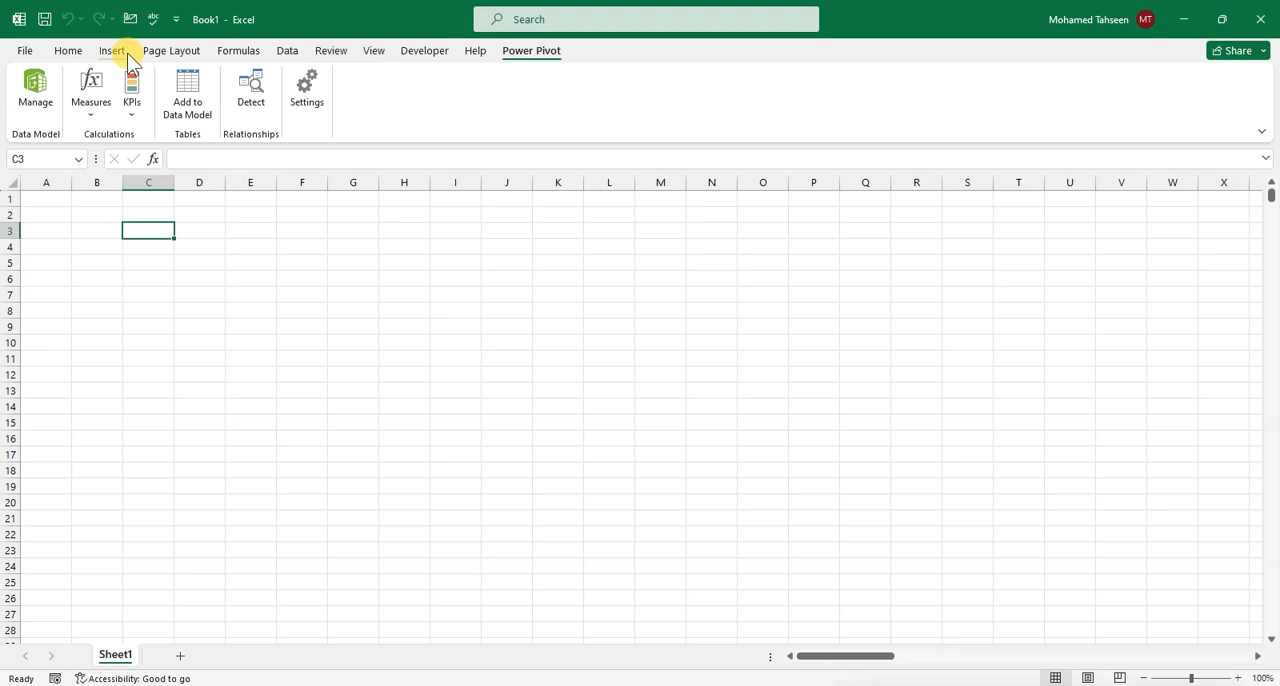 Book1 - Excel
Search
Mohamed Tahseen MT
File Home Insert Page Layout Formulas Data Review View Developer Help Power Pivot Share
Manage Measures KPIs Add to Data Model Detect Settings
Data Model Calculations Tables Relationships
C3 fx
A B C D E F G H I J K L M N O P Q R S T U V W X
1
2
3
4
5
6
7
8
9
10
11
12
13
14
15
16
17
18
19
20
21
22
23
24
25
26
27
28
Sheet1
Ready Accessibility: Good to go 100%